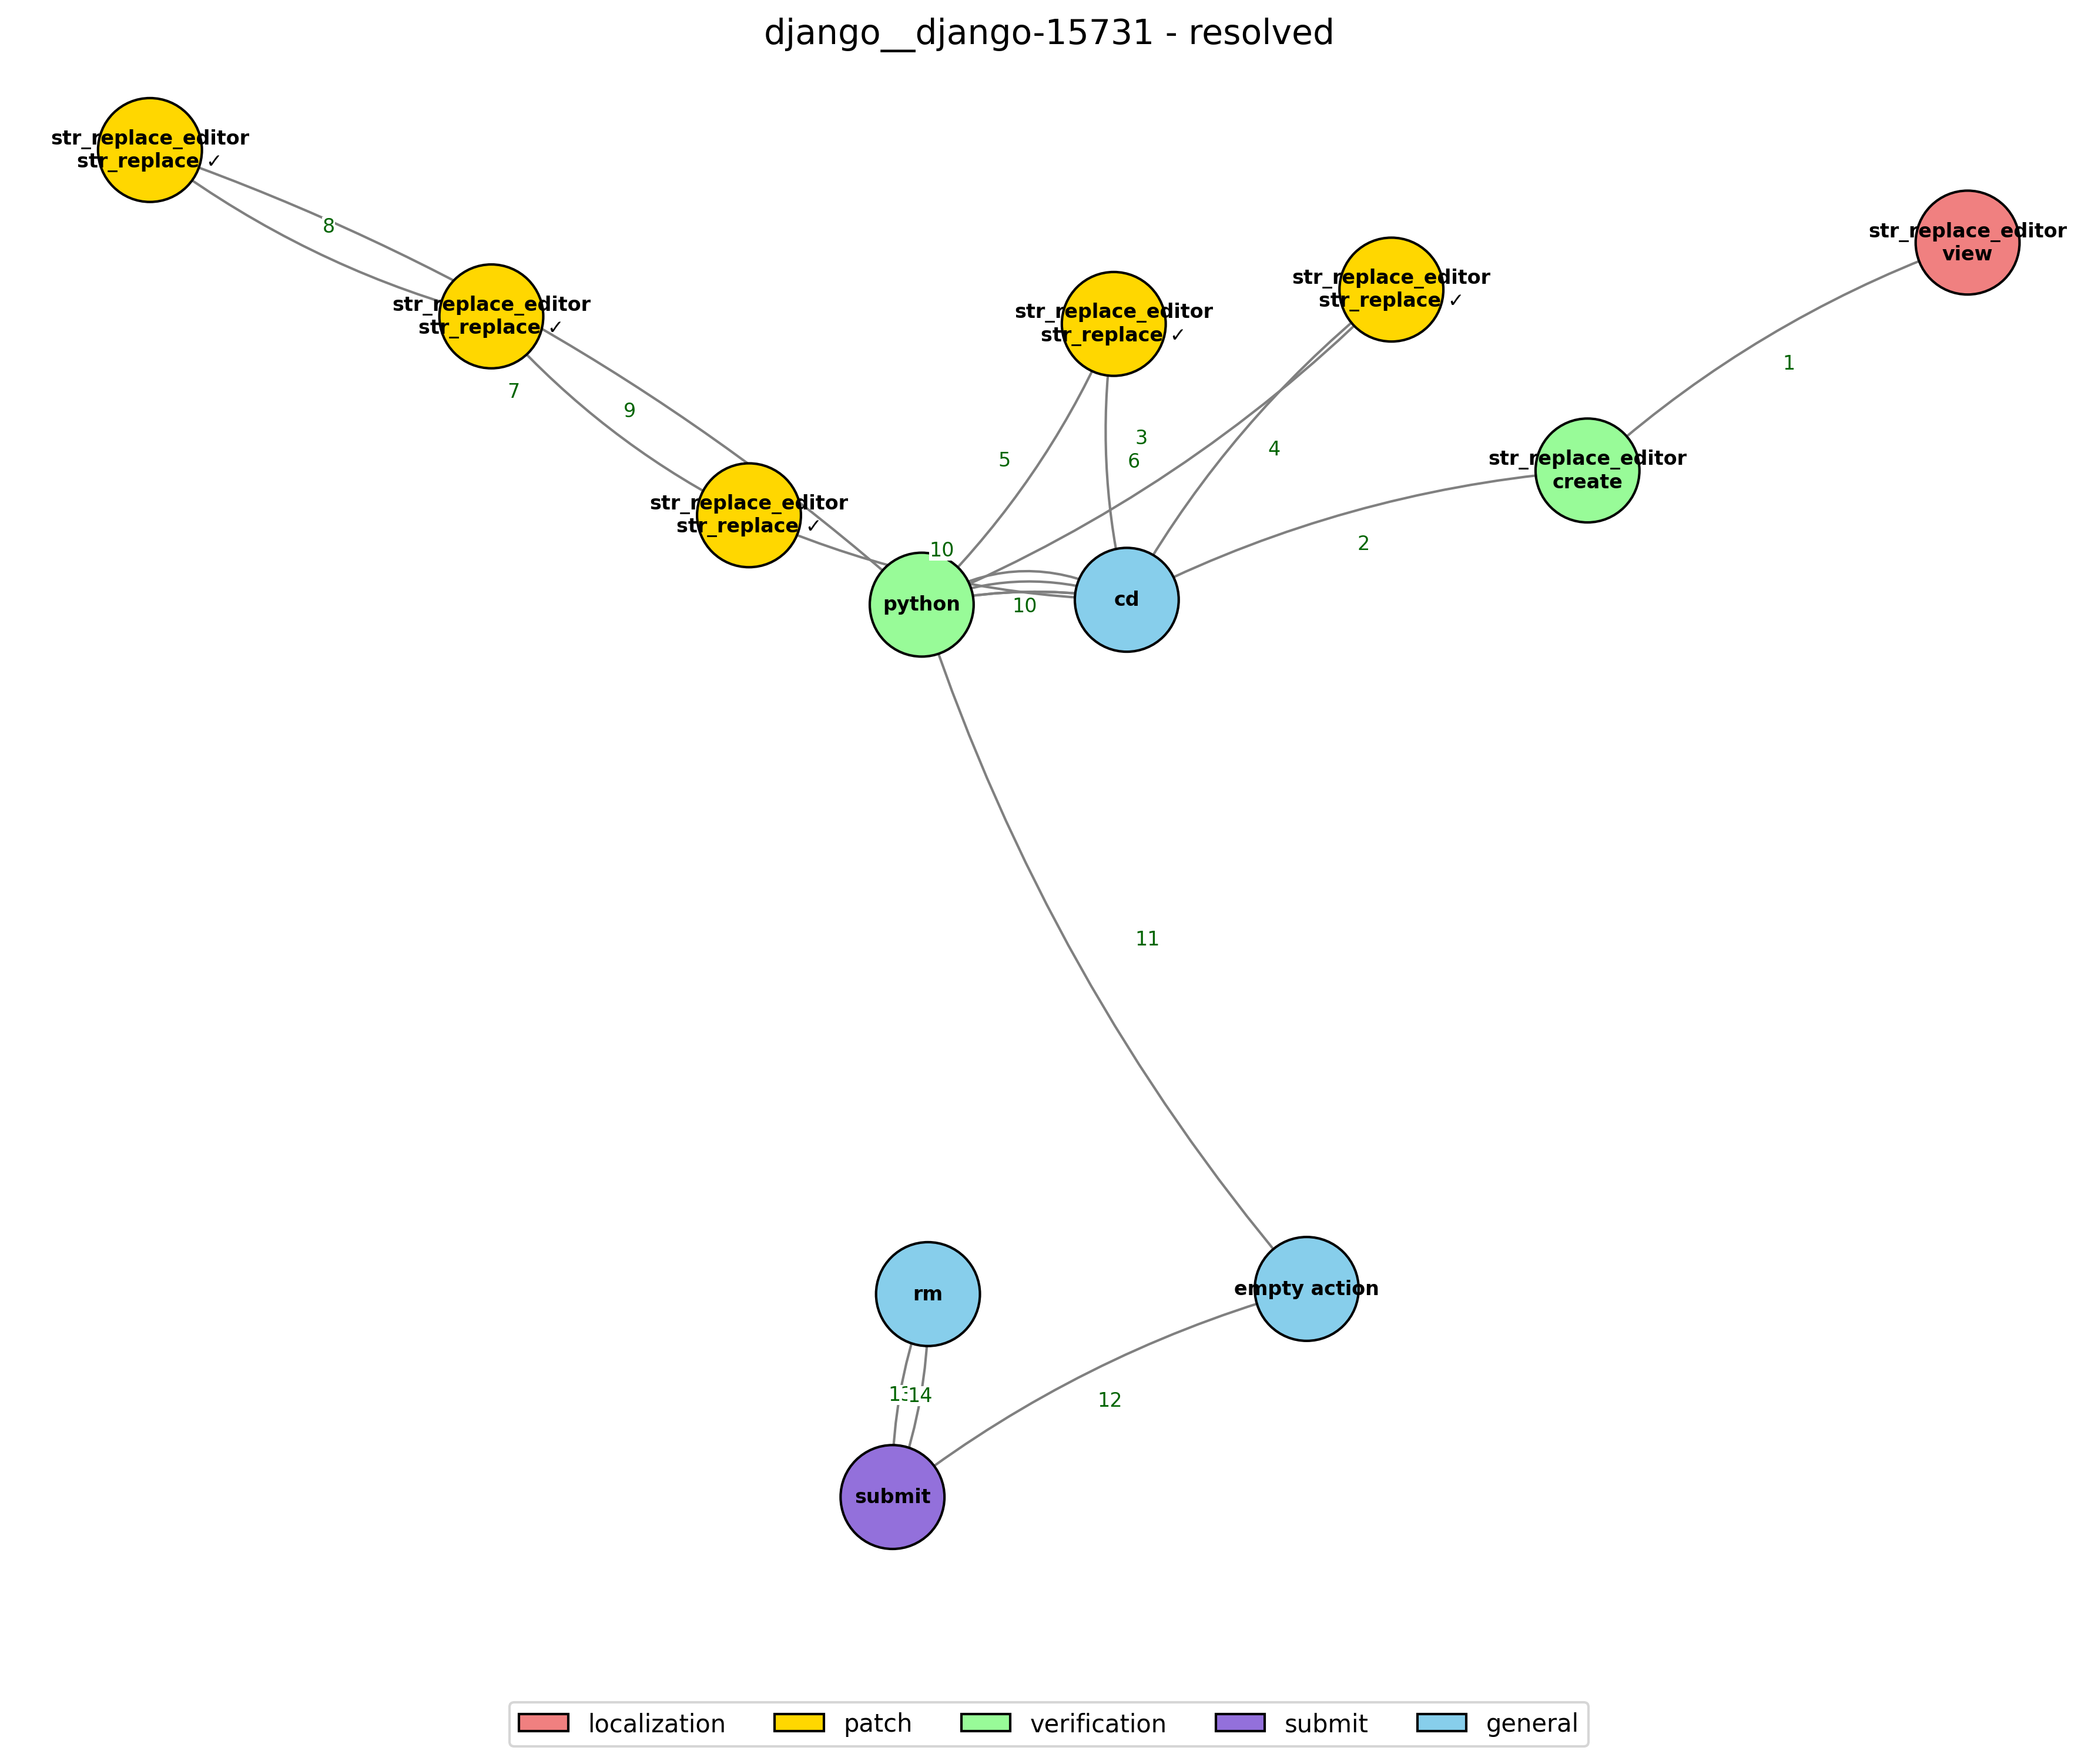 django__django-15731 - resolved
str_replace_editor
str_replace ✓
8
str_replace_editor
view
str_replace_editor
str_replace ✓
str_replace_editor
str_replace ✓
str_replace_editor
str_replace ✓
1
7
9
3
6
5
4
str_replace_editor
create
str_replace_editor
str_replace ✓
2
10
python
cd
10
11
rm
empty action
14
12
submit
localization
patch
verification
submit
general